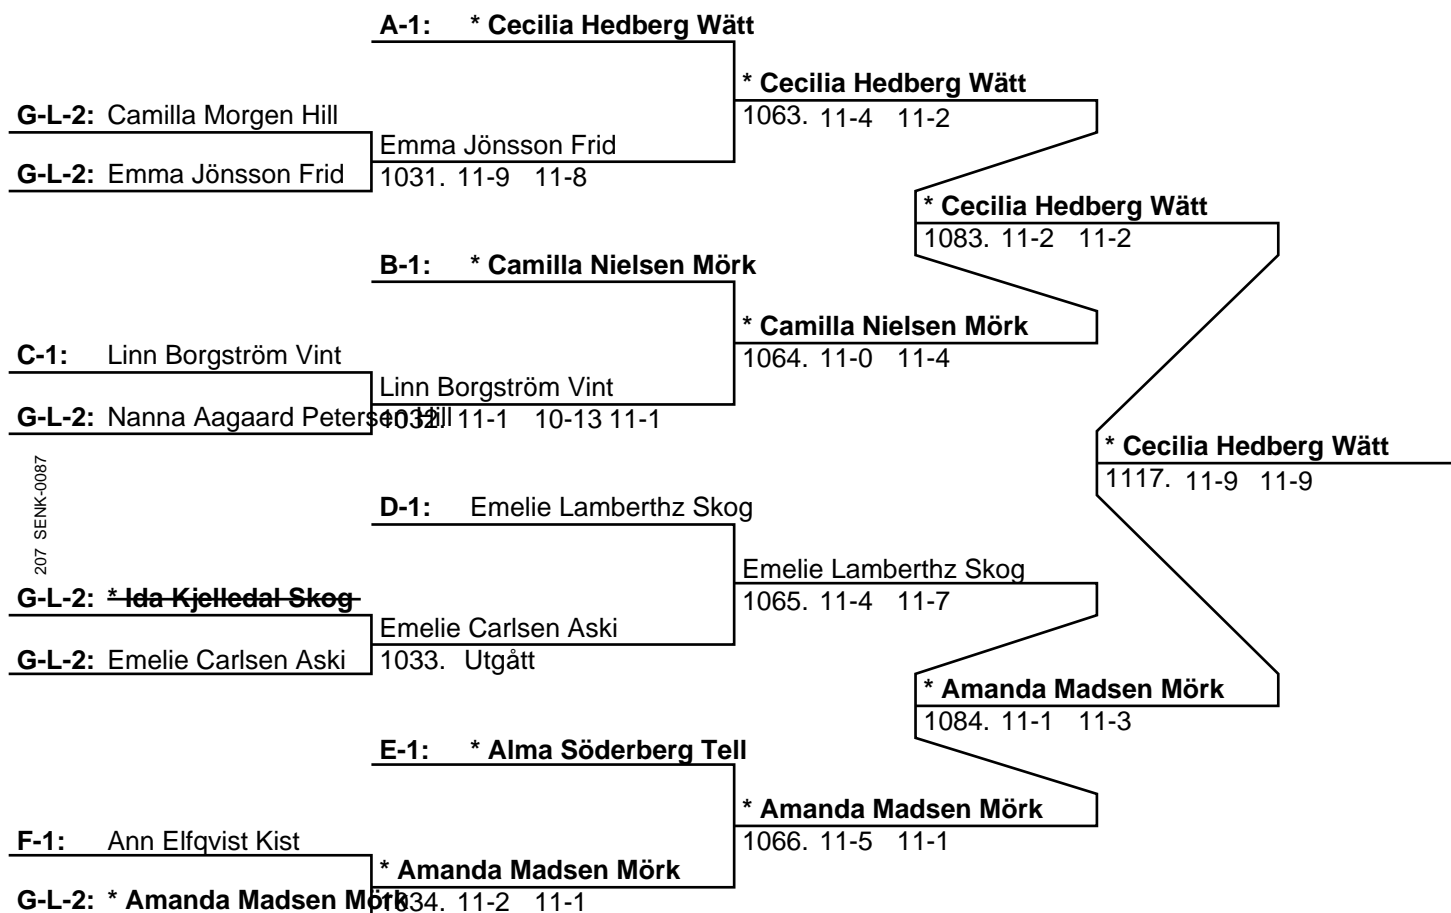 A-1: * Cecilia Hedberg Wätt
* Cecilia Hedberg Wätt
G-L-2: Camilla Morgen Hill
1063. 11-4 11-2
Emma Jönsson Frid
G-L-2: Emma Jönsson Frid
1031. 11-9 11-8
* Cecilia Hedberg Wätt
1083. 11-2 11-2
B-1: * Camilla Nielsen Mörk
* Camilla Nielsen Mörk
C-1: Linn Borgström Vint
1064. 11-0 11-4
Linn Borgström Vint
G-L-2: Nanna Aagaard Petersen Hill
1032. 11-1 10-13 11-1
* Cecilia Hedberg Wätt
1117. 11-9 11-9
207 SENK-0087
D-1: Emelie Lamberthz Skog
Emelie Lamberthz Skog
G-L-2: * Ida Kjelledal Skog
1065. 11-4 11-7
Emelie Carlsen Aski
G-L-2: Emelie Carlsen Aski
1033. Utgått
* Amanda Madsen Mörk
1084. 11-1 11-3
E-1: * Alma Söderberg Tell
* Amanda Madsen Mörk
F-1: Ann Elfqvist Kist
1066. 11-5 11-1
* Amanda Madsen Mörk
G-L-2: * Amanda Madsen Mörk
1034. 11-2 11-1